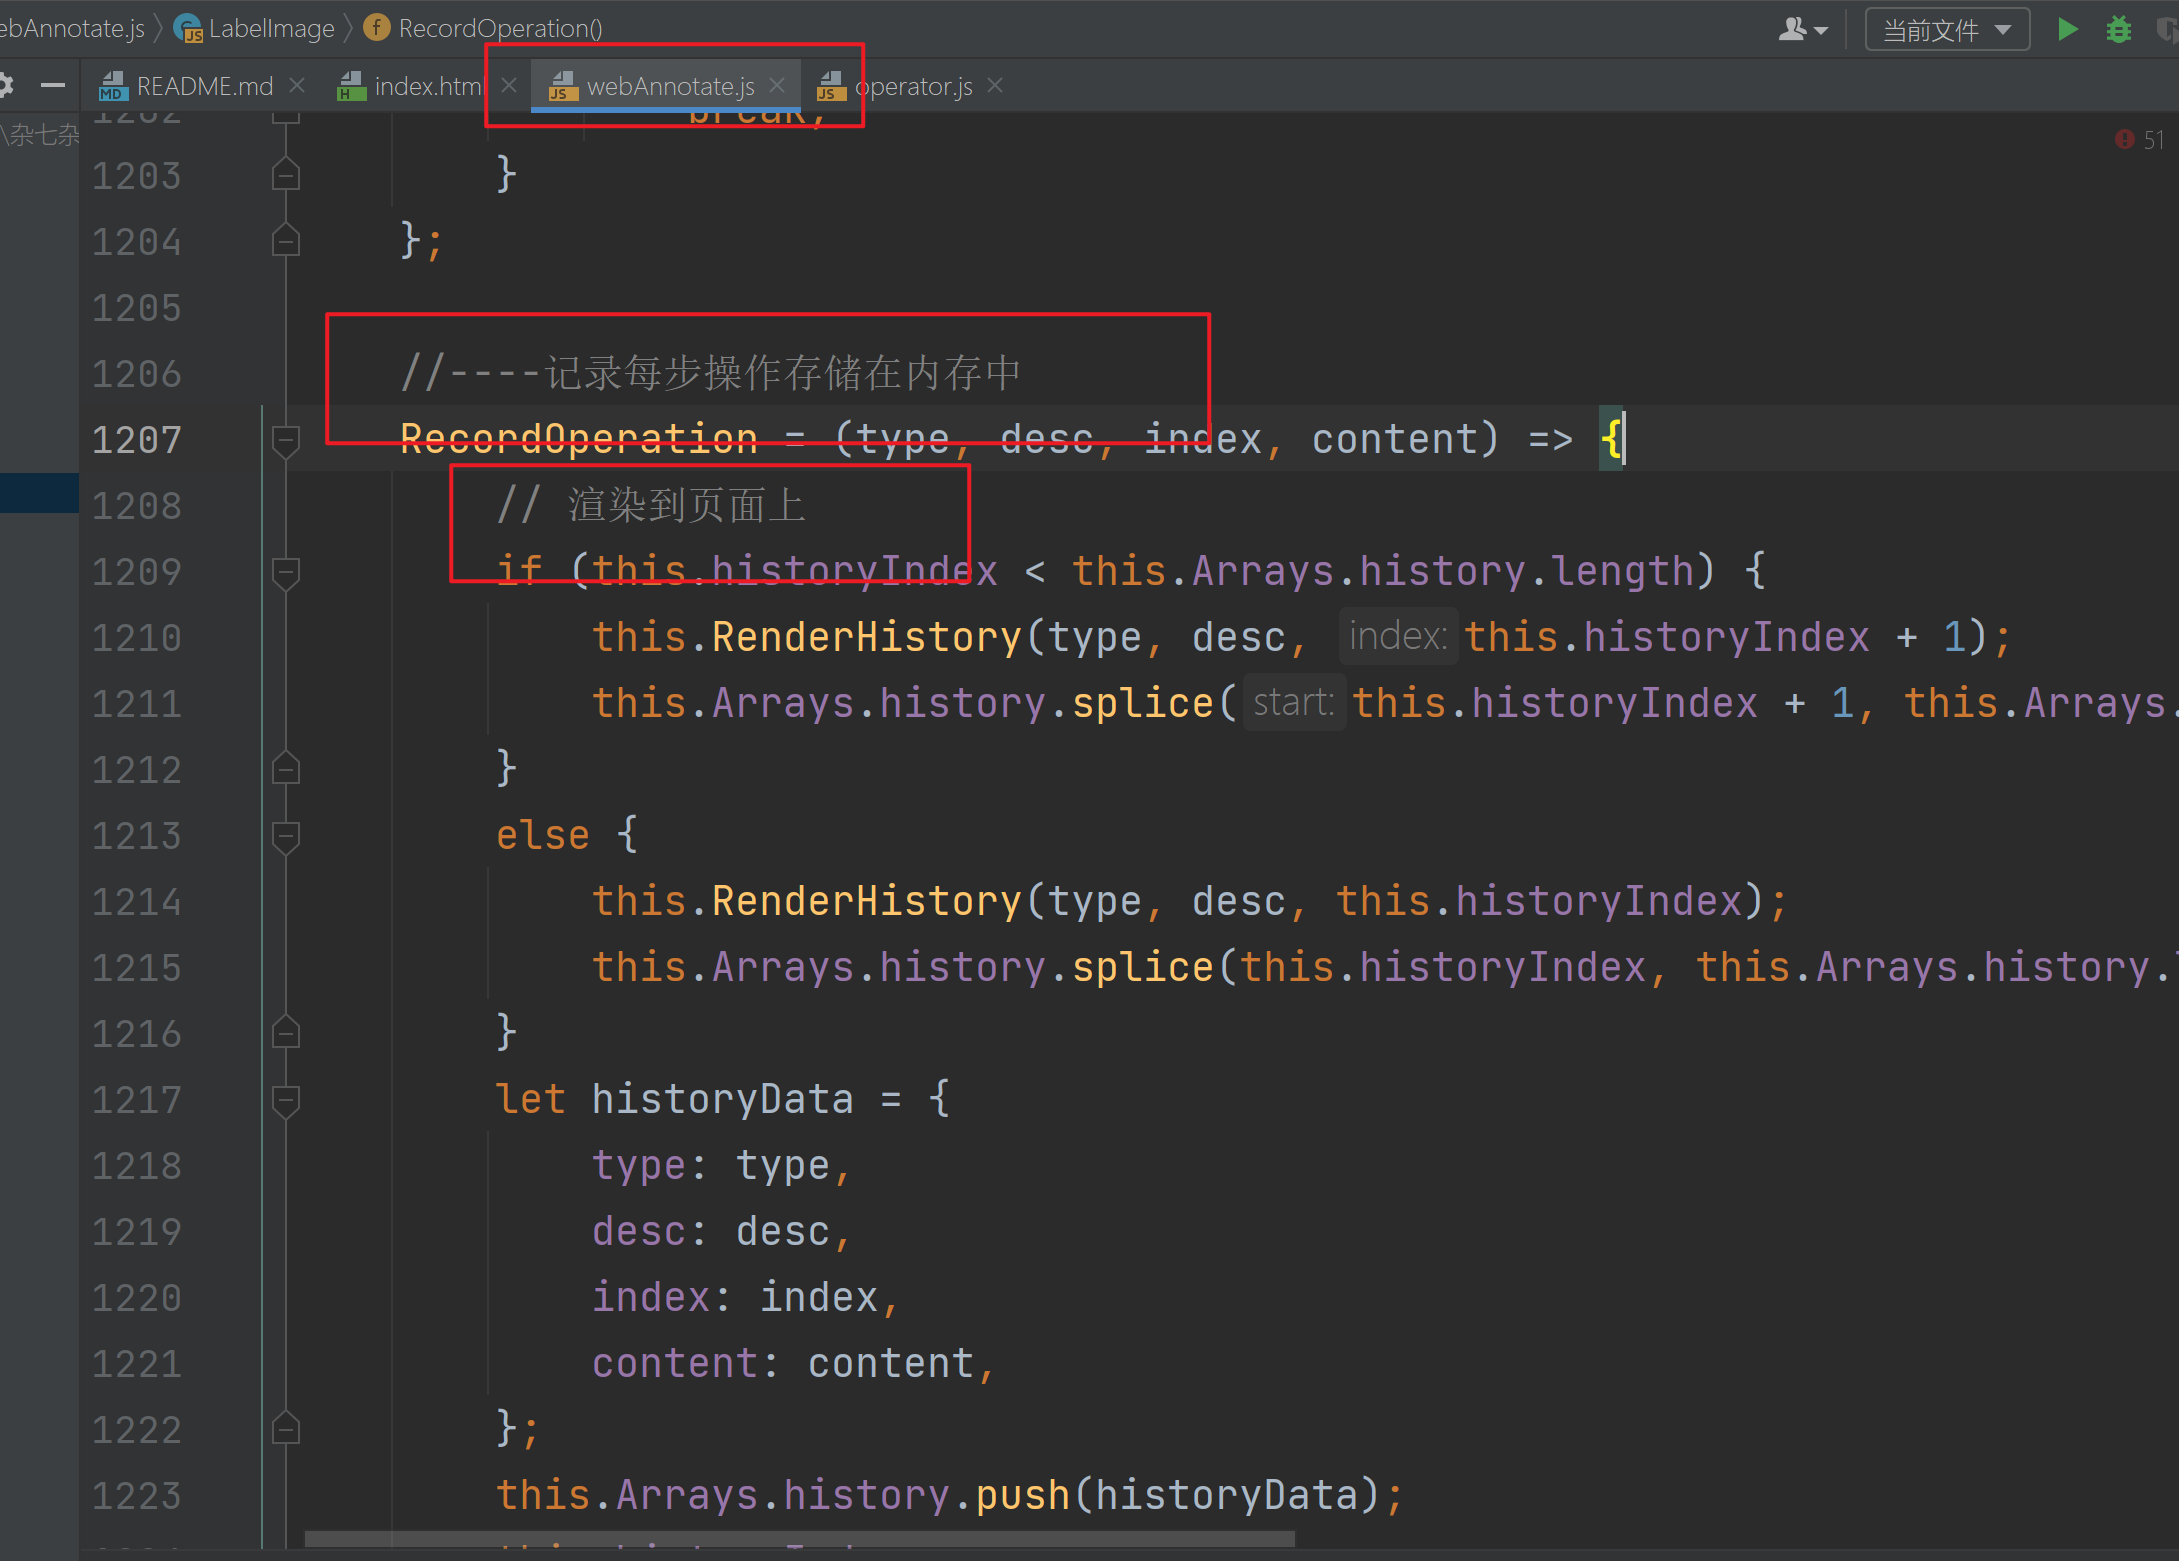 ebAnnotate.js LabelImage RecordOperation() 当前文件
README.md index.html webAnnotate.js operator.js
\杂七杂 51
1202 break;
1203 }
1204 };
1205
1206 //----记录每步操作存储在内存中
1207 RecordOperation = (type, desc, index, content) => {
1208 // 渲染到页面上
1209 if (this.historyIndex < this.Arrays.history.length) {
1210 this.RenderHistory(type, desc, index: this.historyIndex + 1);
1211 this.Arrays.history.splice( start: this.historyIndex + 1, this.Arrays.
1212 }
1213 else {
1214 this.RenderHistory(type, desc, this.historyIndex);
1215 this.Arrays.history.splice(this.historyIndex, this.Arrays.history.
1216 }
1217 let historyData = {
1218 type: type,
1219 desc: desc,
1220 index: index,
1221 content: content,
1222 };
1223 this.Arrays.history.push(historyData);